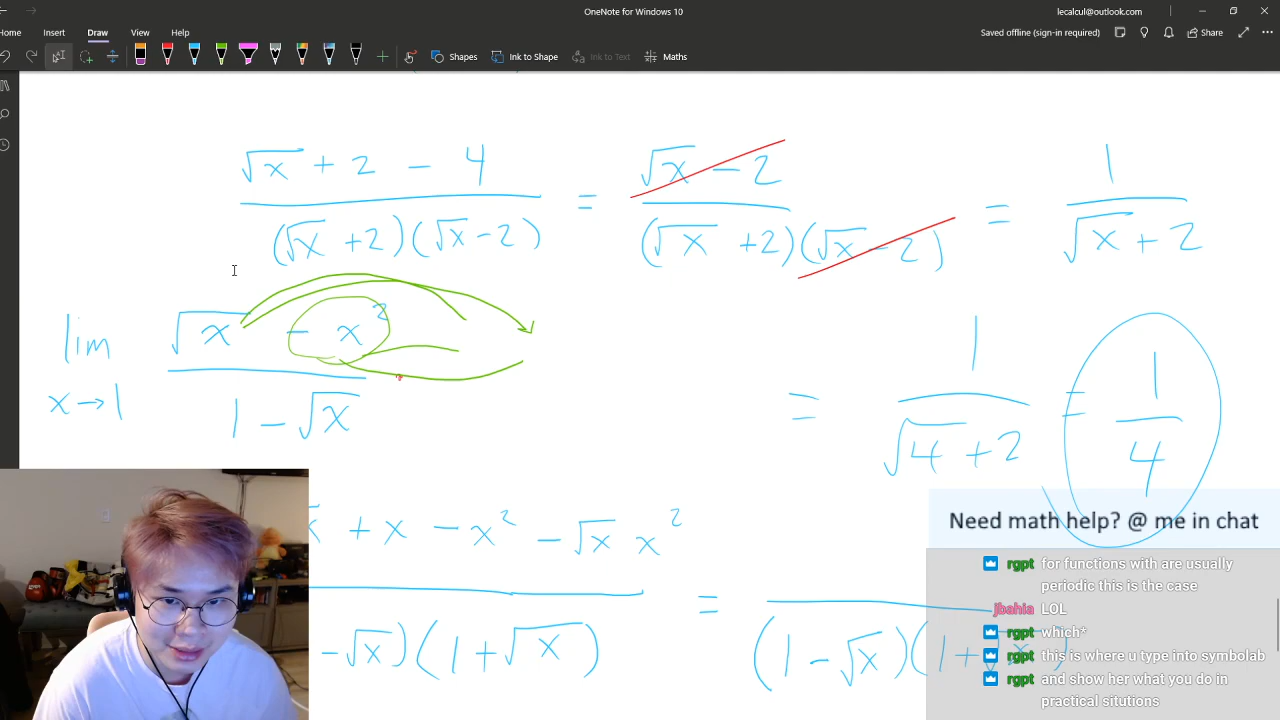 OneNote for Windows 10
lecalcul@outlook.com
Home Insert Draw View Help
Saved offline (sign-in required)
Share
Shapes
Ink to Shape
Ink to Text
Maths
√x + 2 - 4 / (√x + 2)(√x - 2) = √x - 2 / (√x + 2)(√x - 2) = 1 / √x + 2
lim x→1 √x - x² / 1 - √x
= 1 / √4 + 2 = 1 / 4
+ x - x² - √x x² / - √x)(1 + √x) = / (1 - √x)(1 +
Need math help? @ me in chat
rgpt for functions with are usually
periodic this is the case
jbahia LOL
rgpt which*
rgpt this is where u type into symbolab
rgpt and show her what you do in
practical situtions